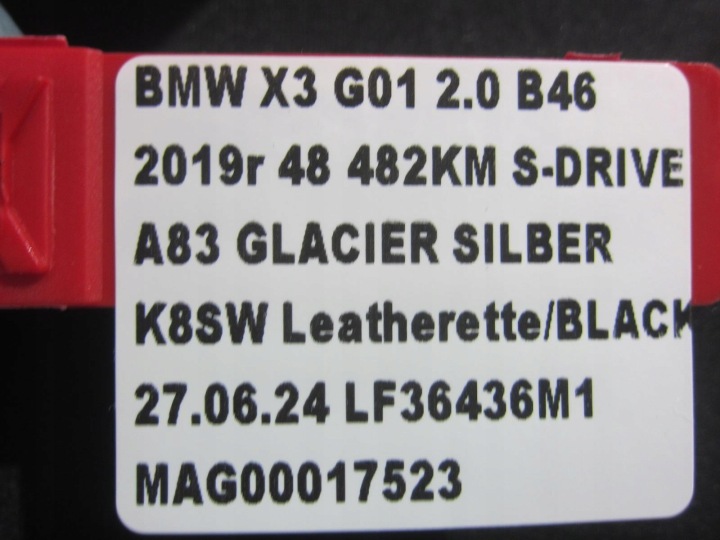 BMW X3 G01 2.0 B46
2019r 48 482KM S-DRIVE
A83 GLACIER SILBER
K8SW Leatherette/BLACK
27.06.24 LF36436M1
MAG00017523